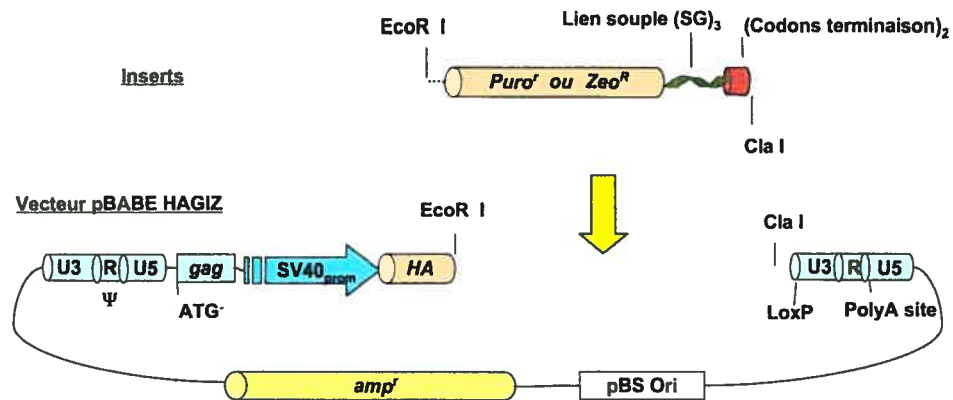 Lien souple (SG)3
(Codons terminaison)2
EcoR I
Inserts
Puroʳ ou Zeoᴿ
Cla I
Vecteur pBABE HAGIZ
EcoR I
Cla I
U3 R U5 gag SV40prom HA
U3 R U5
Ψ
ATG-
LoxP
PolyA site
ampʳ
pBS Ori